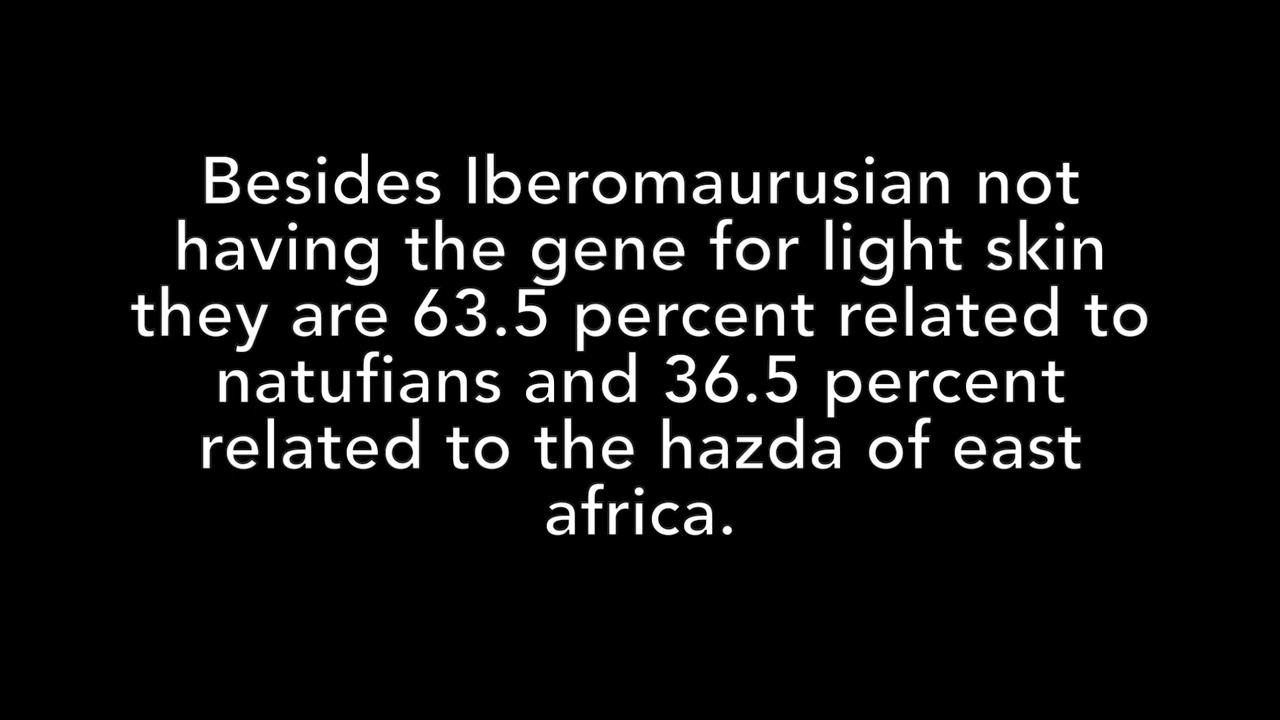 Besides Iberomaurusian not
having the gene for light skin
they are 63.5 percent related to
natufians and 36.5 percent
related to the hazda of east
africa.